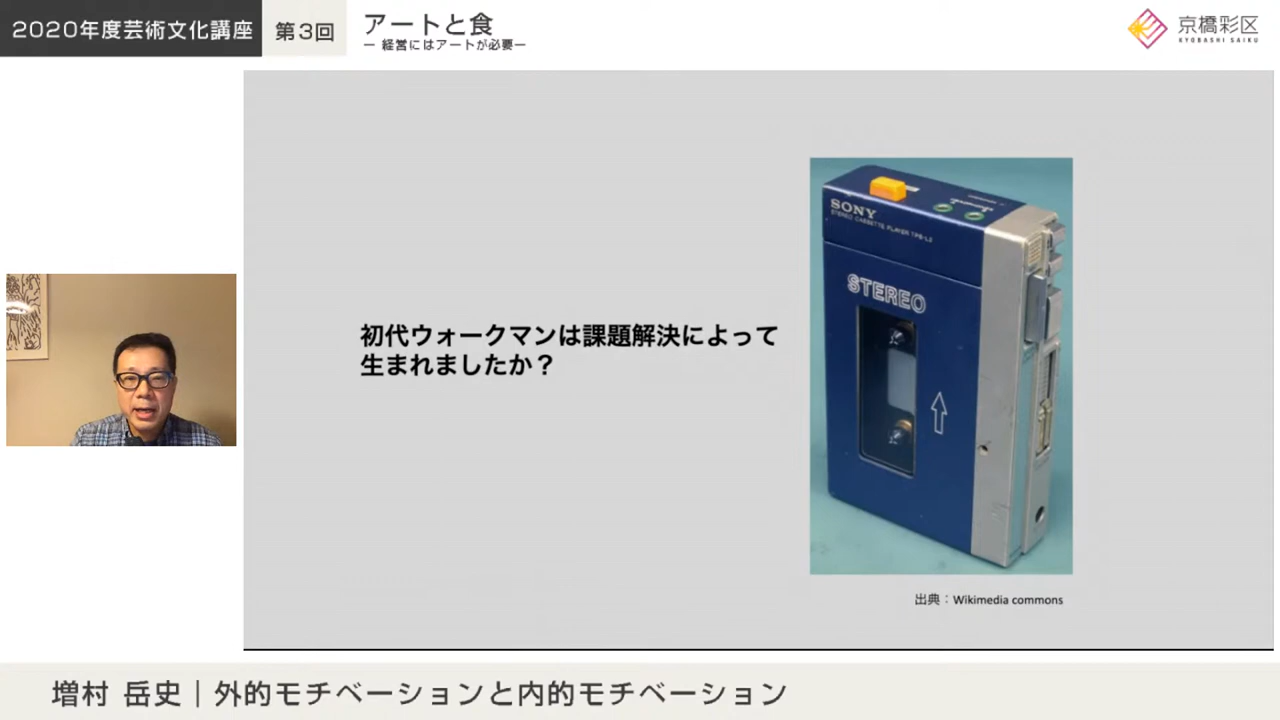 2020年度芸術文化講座
第3回
アートと食
ー 経営にはアートが必要ー
京橋彩区
KYOBASHI SAIKU
SONY
STEREO CASSETTE PLAYER TPS-L2
STEREO
初代ウォークマンは課題解決によって
生まれましたか？
出典：Wikimedia commons
増村 岳史｜外的モチベーションと内的モチベーション